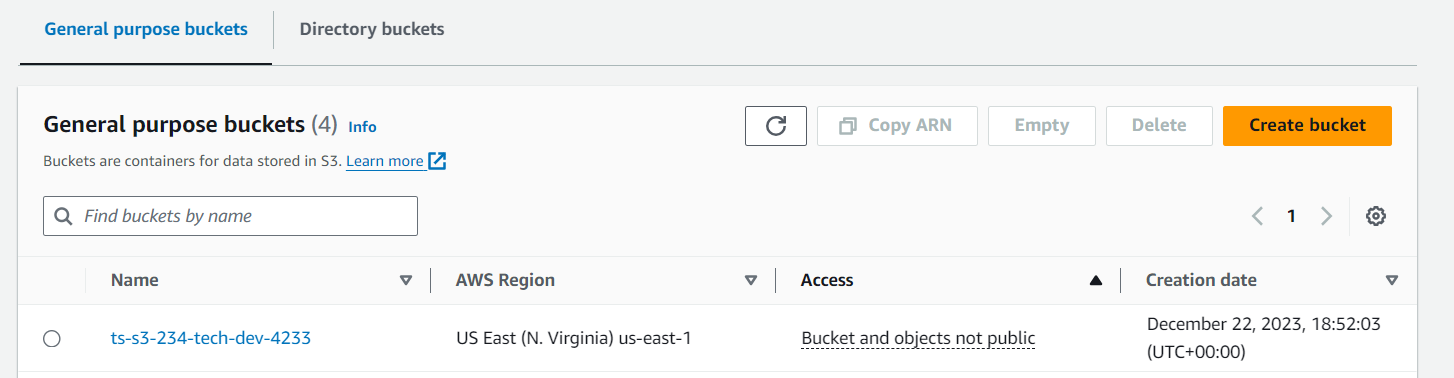 General purpose buckets Directory buckets
General purpose buckets (4) Info
Copy ARN Empty Delete Create bucket
Buckets are containers for data stored in S3. Learn more
Find buckets by name
1
Name AWS Region Access Creation date
ts-s3-234-tech-dev-4233 US East (N. Virginia) us-east-1 Bucket and objects not public December 22, 2023, 18:52:03
(UTC+00:00)